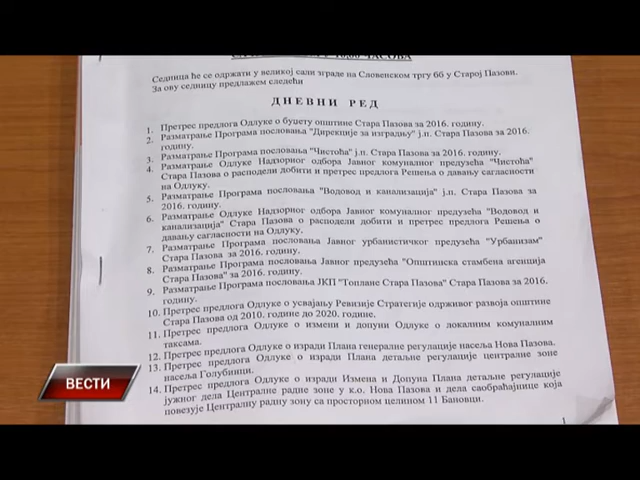 ЧАСОВА
Седница ће се одржати у великој сали зграде на Словенском тргу бб у Старој Пазови.
За ову седницу предлажем следећи
ДНЕВНИ РЕД
1. Претрес предлога Одлуке о буџету општине Стара Пазова за 2016. годину.
2. Разматрање Програма пословања "Дирекције за изградњу" ј.п. Стара Пазова за 2016.
годину.
3. Разматрање Програма пословања "Чистоћа" ј.п. Стара Пазова за 2016. годину.
4. Разматрање Одлуке Надзорног одбора Јавног комуналног предузећа "Чистоћа"
Стара Пазова о расподели добити и претрес предлога Решења о давању сагласности
на Одлуку.
5. Разматрање Програма пословања "Водовод и канализација" ј.п. Стара Пазова за
2016. годину.
6. Разматрање Одлуке Надзорног одбора Јавног комуналног предузећа "Водовод и
канализација" Стара Пазова о расподели добити и претрес предлога Решења о
давању сагласности на Одлуку.
7. Разматрање Програма пословања Јавног урбанистичког предузећа "Урбанизам"
Стара Пазова за 2016. годину.
8. Разматрање Програма пословања Јавног предузећа "Општинска стамбена агенција
Стара Пазова" за 2016. годину.
9. Разматрање Програма пословања ЈКП "Топлане Стара Пазова" Стара Пазова за 2016.
годину.
10. Претрес предлога Одлуке о усвајању Ревизије Стратегије одрживог развоја општине
Стара Пазова од 2010. године до 2020. године.
11. Претрес предлога Одлуке о измени и допуни Одлуке о локалним комуналним
таксама.
12. Претрес предлога Одлуке о изради Плана генералне регулације насеља Нова Пазова.
13. Претрес предлога Одлуке о изради Плана детаљне регулације централне зоне
насеља Голубинци.
14. Претрес предлога Одлуке о изради Измена и Допуна Плана детаљне регулације
јужног дела Централне радне зоне у к.о. Нова Пазова и дела саобраћајнице која
повезује Централну радну зону са просторном целином 11 Бановци.
1
ВЕСТИ